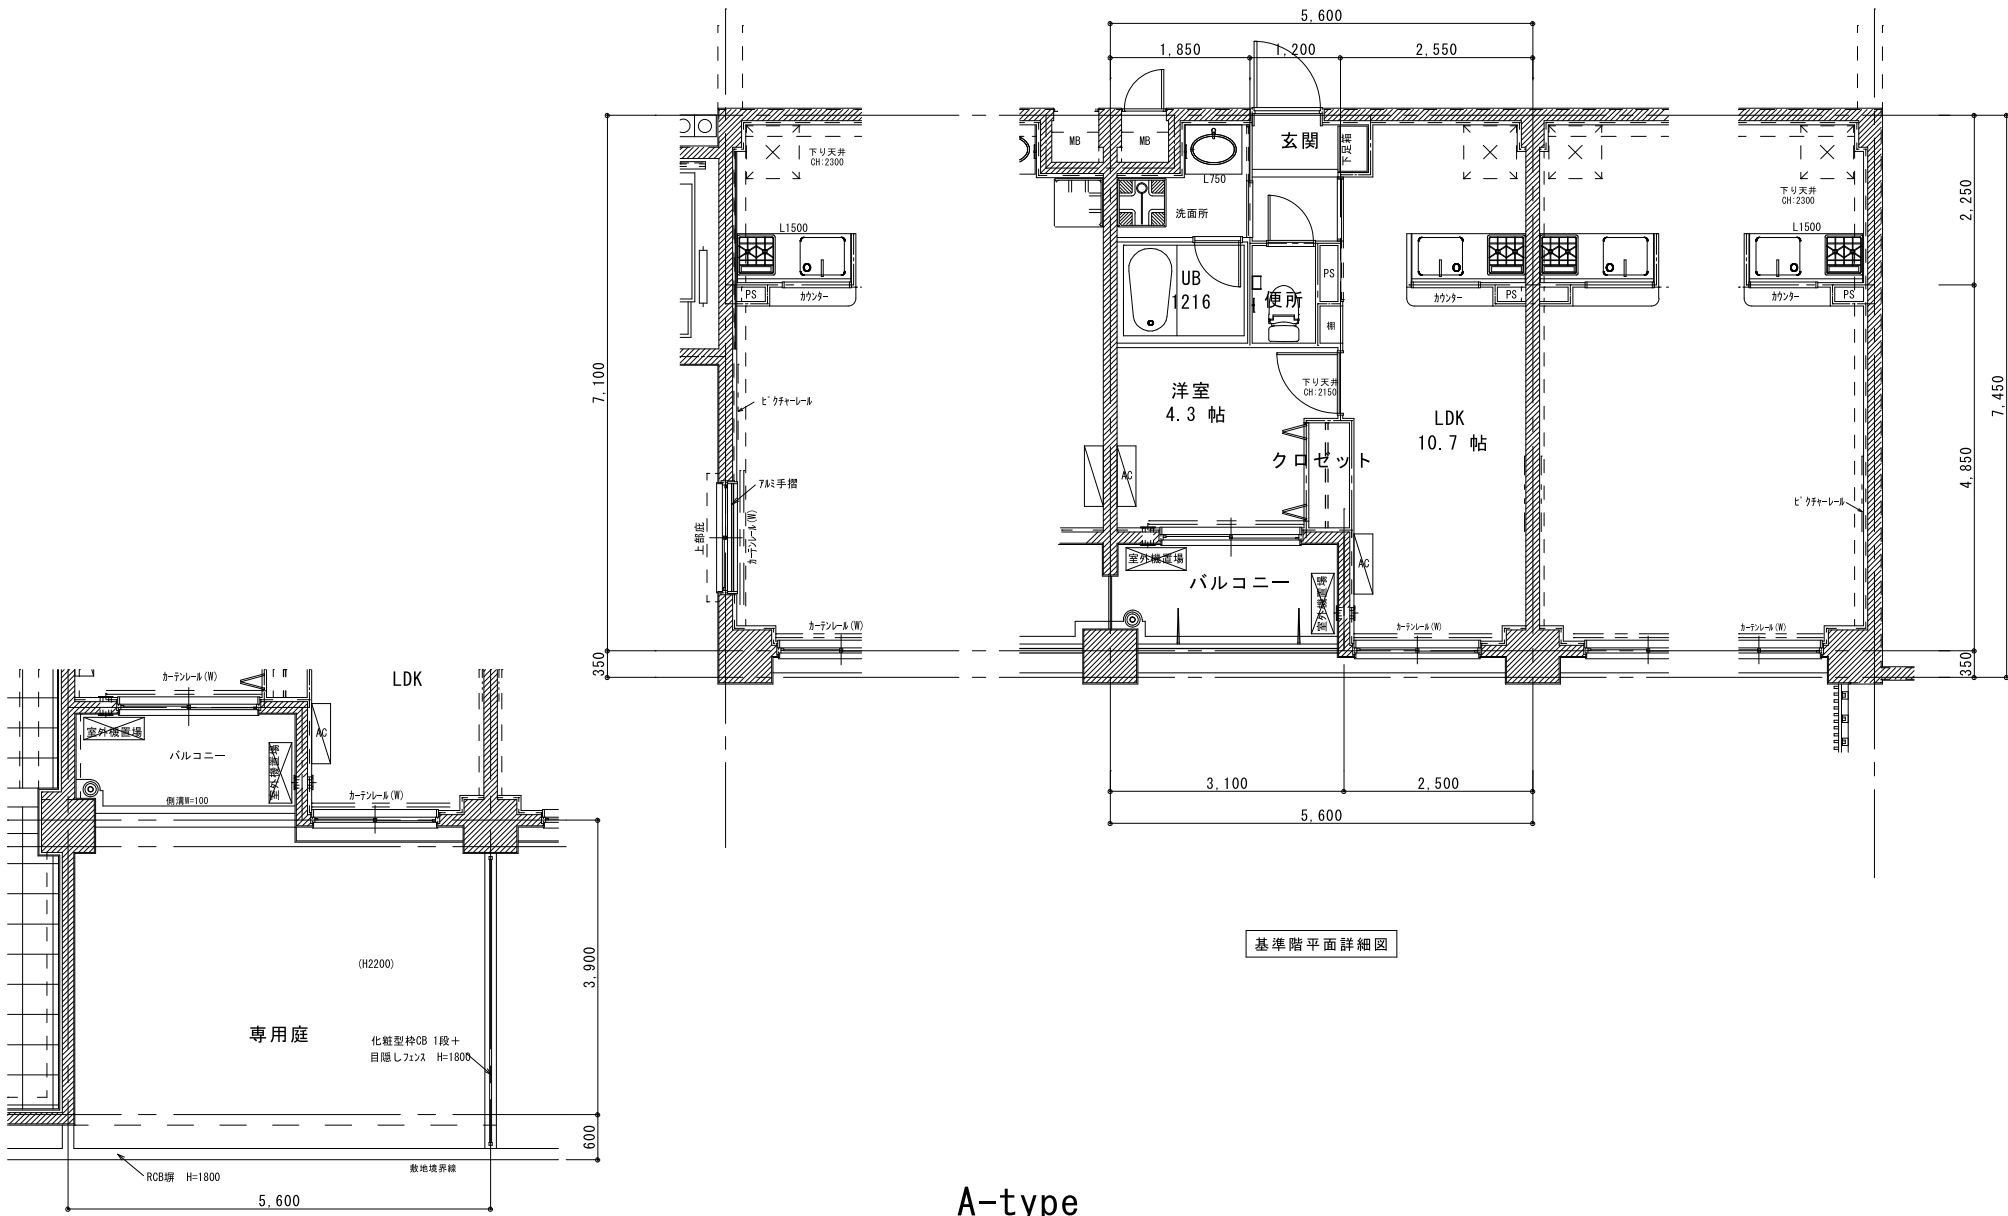 5,600
1,850
1,200
2,550
下り天井
CH:2300
MB
MB
玄関
下足箱
L750
洗面所
下り天井
CH:2300
2,250
L1500
L1500
PS
カウンター
UB
1216
便所
PS
棚
カウンター
PS
カウンター
PS
7,100
7,450
洋室
4.3 帖
下り天井
CH:2150
LDK
10.7 帖
ピクチャーレール
クロゼット
AC
アルミ手摺
カーテンレール(W)
上部庇
4,850
ピクチャーレール
室外機置場
バルコニー
室外機置場
AC
カーテンレール(W)
カーテンレール(W)
カーテンレール(W)
350
350
カーテンレール(W)
LDK
室外機置場
AC
バルコニー
室外機置場
側溝W=100
カーテンレール(W)
3,100
2,500
5,600
(H2200)
3,900
専用庭
化粧型枠CB 1段+
目隠しフェンス H=1800
基準階平面詳細図
600
RCB塀 H=1800
敷地境界線
5,600
A-type